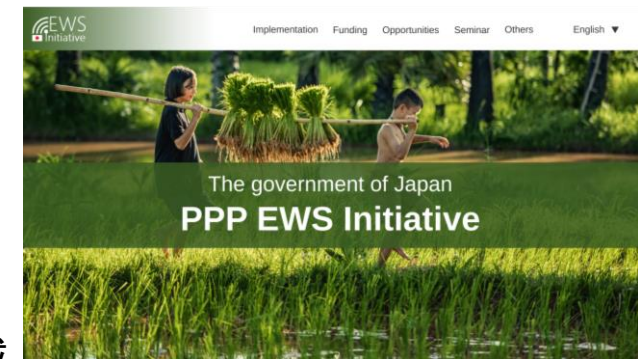 EWS
Initiative
Implementation Funding Opportunities Seminar Others English ▼
The government of Japan
PPP EWS Initiative